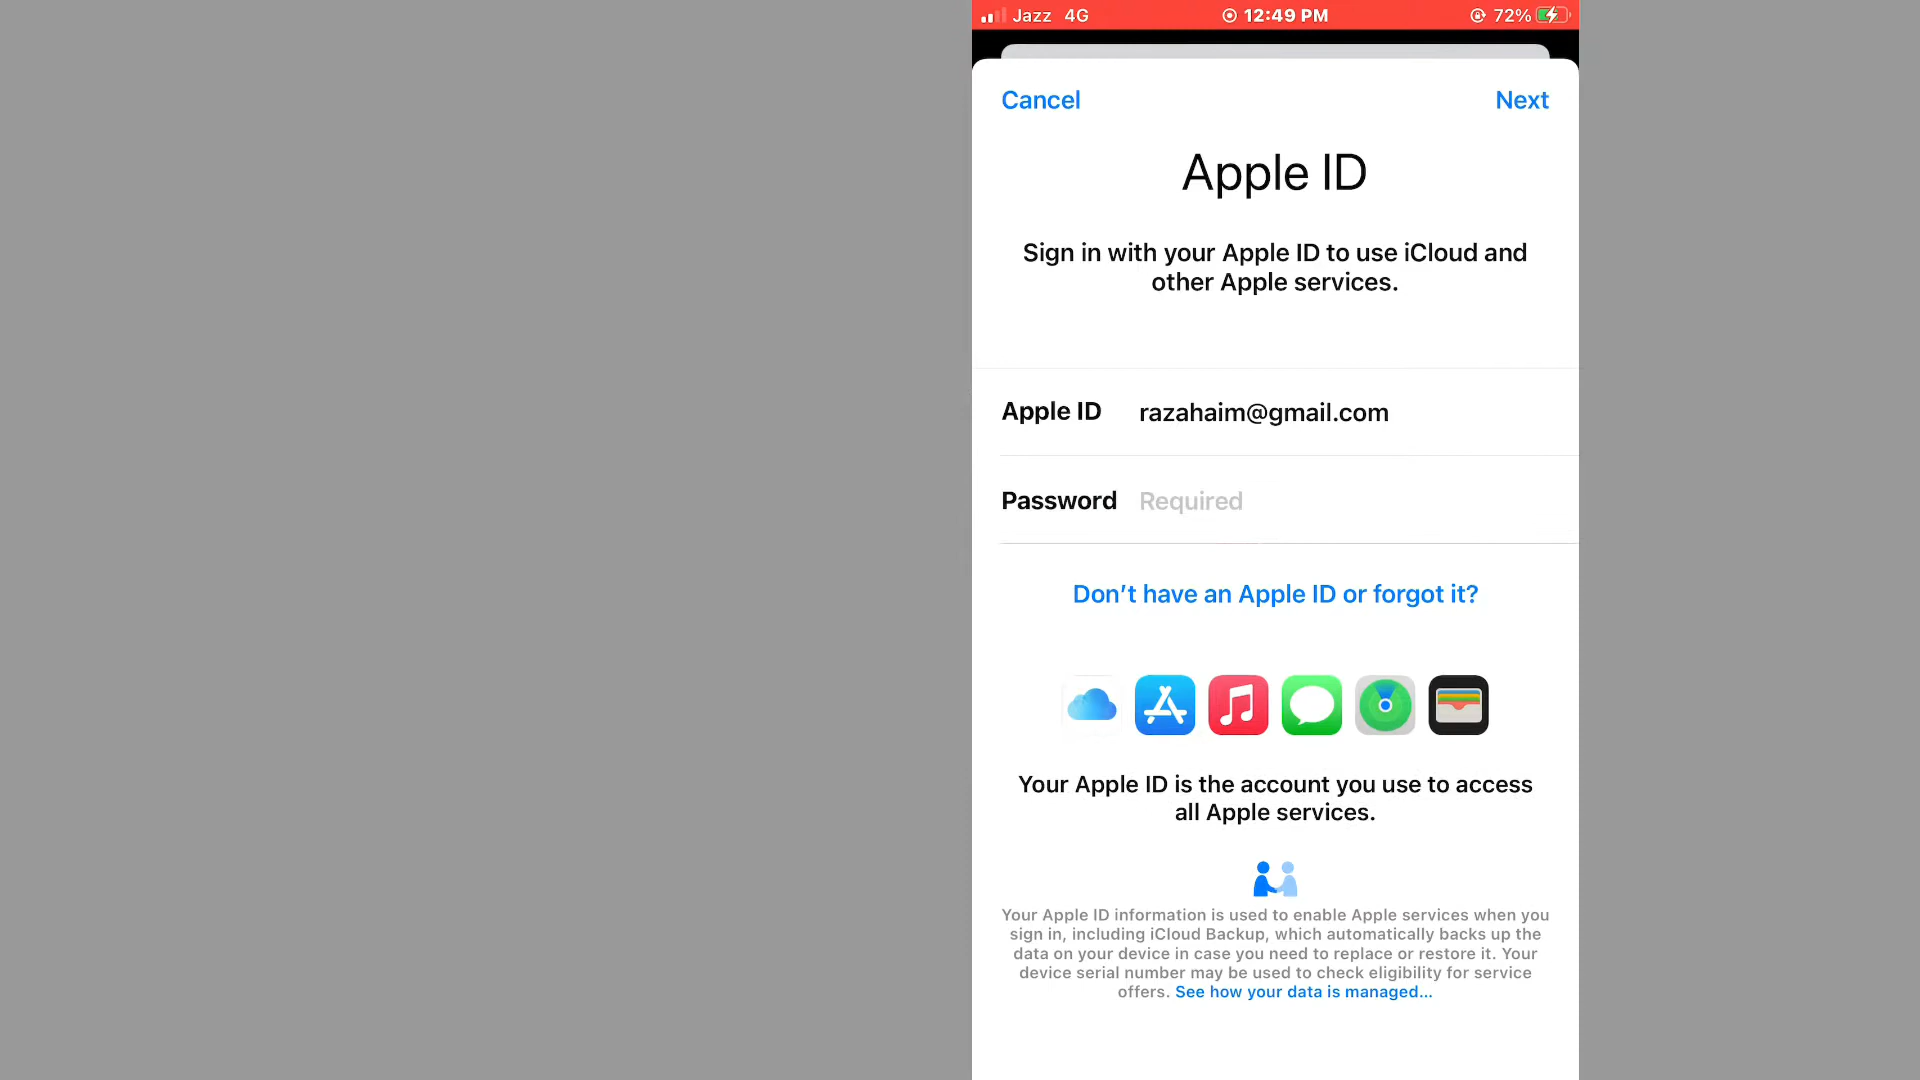 Jazz 4G 12:49 PM 72%
Cancel Next
Apple ID
Sign in with your Apple ID to use iCloud and
other Apple services.
Apple ID razahaim@gmail.com
Password Required
Don’t have an Apple ID or forgot it?
Your Apple ID is the account you use to access
all Apple services.
Your Apple ID information is used to enable Apple services when you
sign in, including iCloud Backup, which automatically backs up the
data on your device in case you need to replace or restore it. Your
device serial number may be used to check eligibility for service
offers. See how your data is managed...